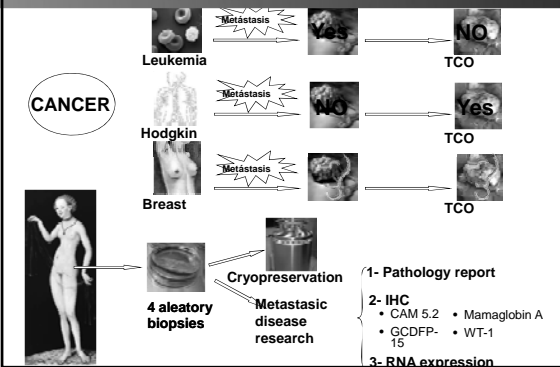 Metástasis
Yes
NO
Leukemia
TCO
CANCER
Metástasis
NO
Yes
Hodgkin
TCO
Metástasis
Breast
TCO
4 aleatory
biopsies
Cryopreservation
Metastasic
disease
research
1- Pathology report
2- IHC
• CAM 5.2
• Mamaglobin A
• GCDFP-
15
• WT-1
3- RNA expression